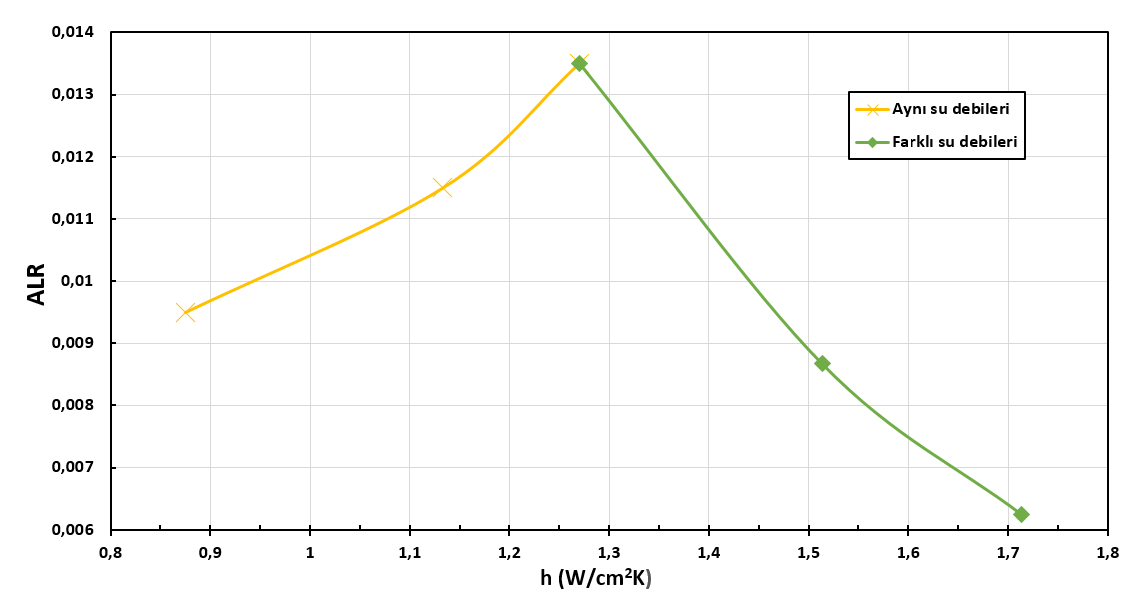 0,014
0,013
0,012
0,011
0,01
0,009
0,008
0,007
0,006
ALR
Aynı su debileri
Farklı su debileri
0,8 0,9 1 1,1 1,2 1,3 1,4 1,5 1,6 1,7 1,8
h (W/cm²K)